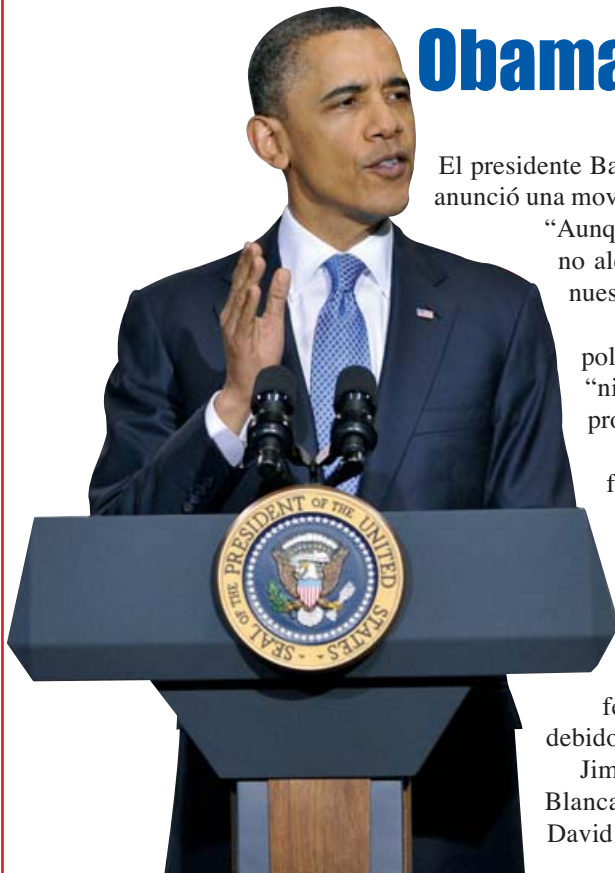 Obama
El presidente Ba
anunció una mov
“Aunq
no alc
nues
pol
“ni
pro
f
fe
debido
Jim
Blanca
David
SEAL OF THE PRESIDENT OF THE UNITED STATES